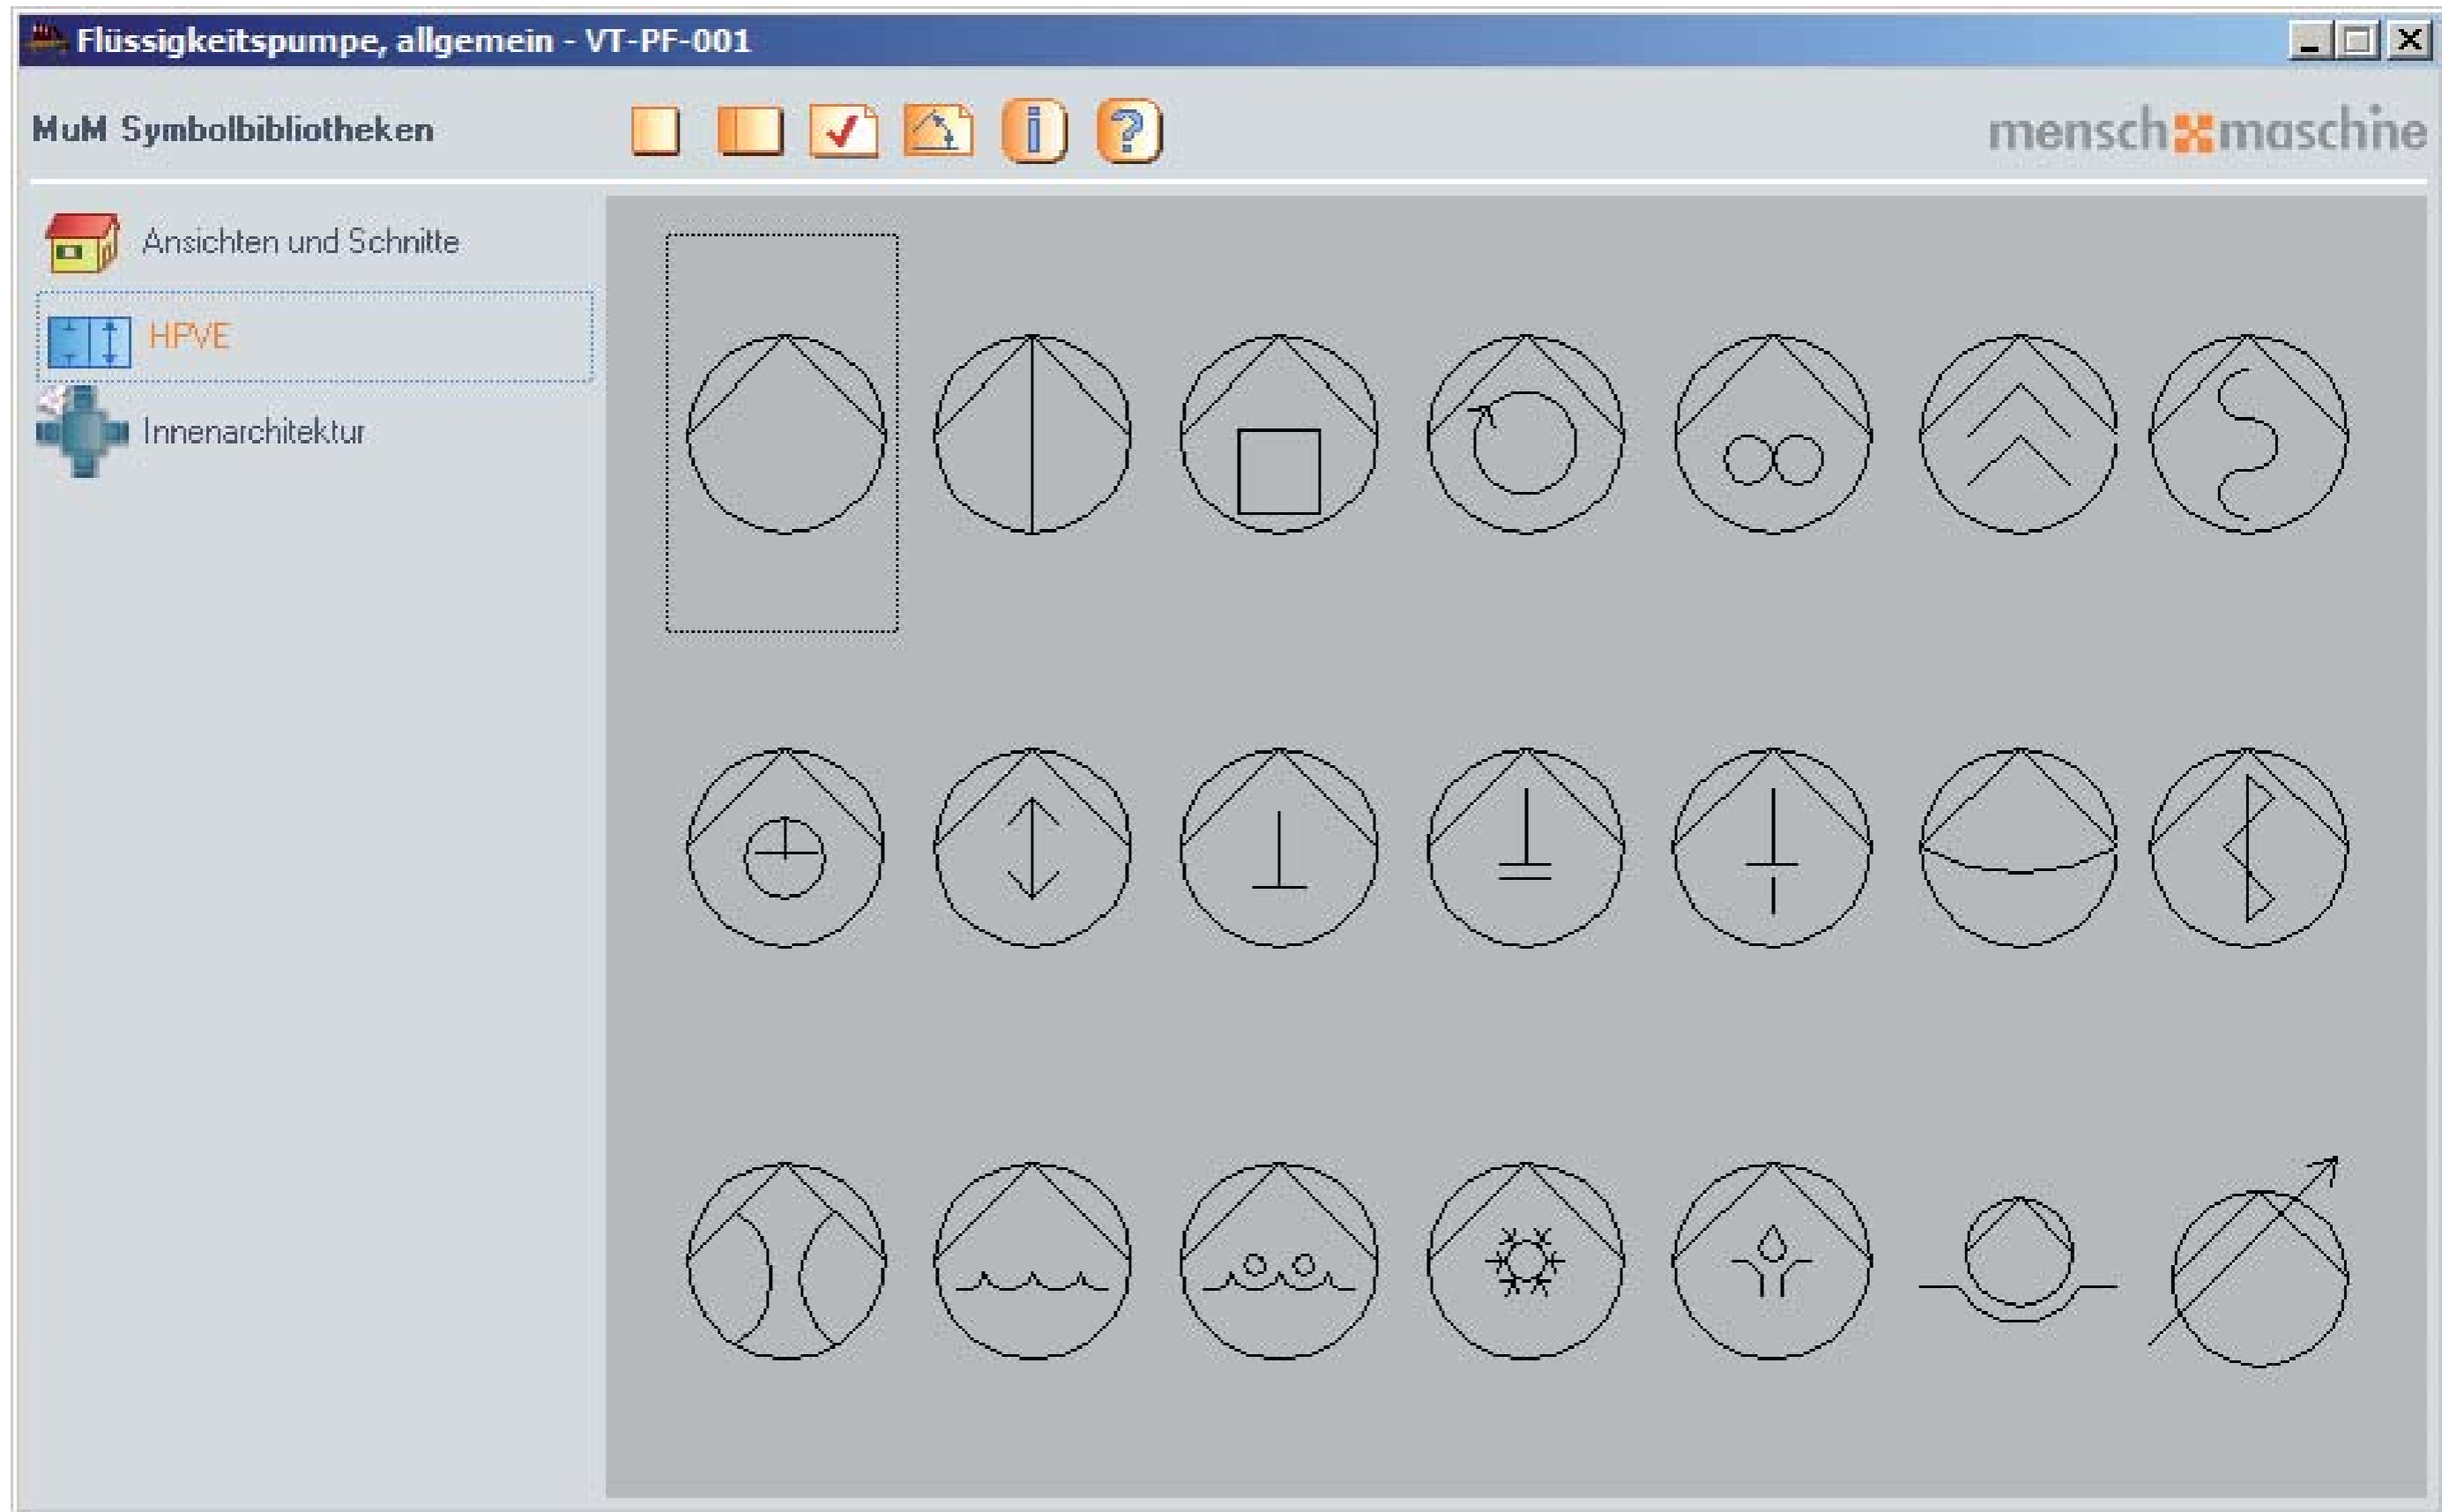 Flüssigkeitspumpe, allgemein - VT-PF-001
MuM Symbolbibliotheken
mensch maschine
Ansichten und Schnitte
HPVE
Innenarchitektur